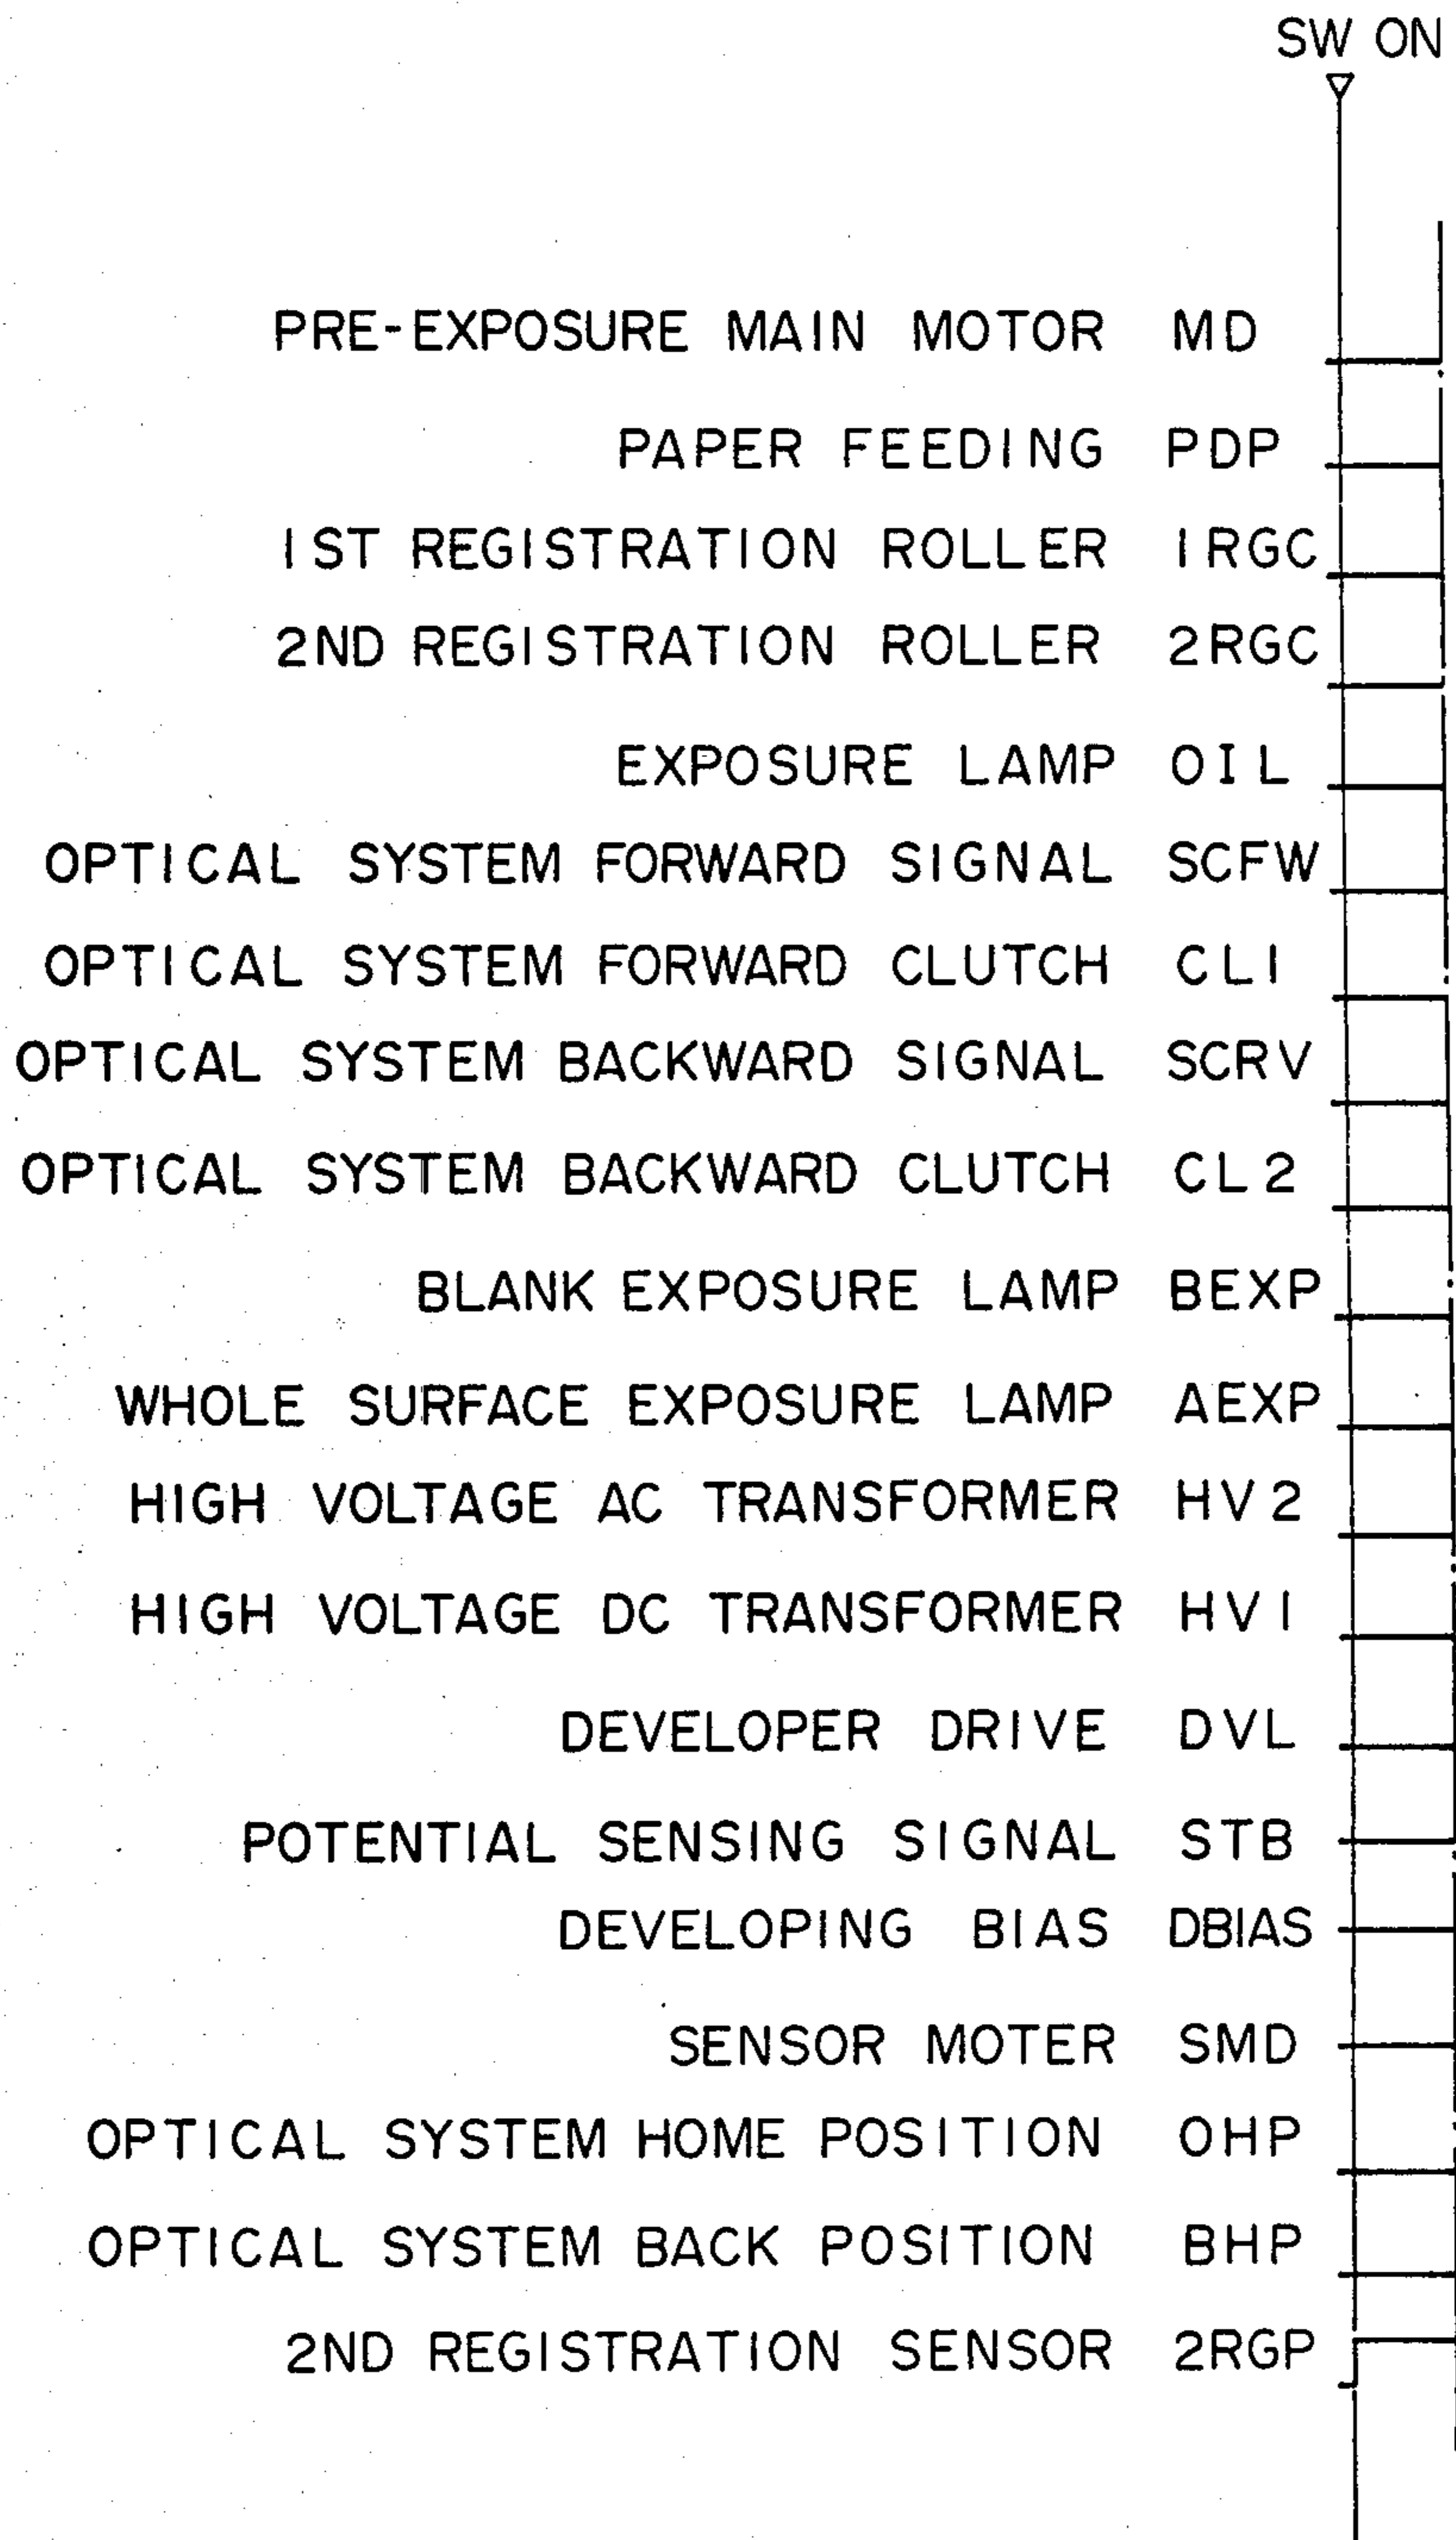 SW ON
PRE-EXPOSURE MAIN MOTOR MD
PAPER FEEDING PDP
1ST REGISTRATION ROLLER 1RGC
2ND REGISTRATION ROLLER 2RGC
EXPOSURE LAMP OIL
OPTICAL SYSTEM FORWARD SIGNAL SCFW
OPTICAL SYSTEM FORWARD CLUTCH CL1
OPTICAL SYSTEM BACKWARD SIGNAL SCRV
OPTICAL SYSTEM BACKWARD CLUTCH CL2
BLANK EXPOSURE LAMP BEXP
WHOLE SURFACE EXPOSURE LAMP AEXP
HIGH VOLTAGE AC TRANSFORMER HV2
HIGH VOLTAGE DC TRANSFORMER HV1
DEVELOPER DRIVE DVL
POTENTIAL SENSING SIGNAL STB
DEVELOPING BIAS DBIAS
SENSOR MOTER SMD
OPTICAL SYSTEM HOME POSITION OHP
OPTICAL SYSTEM BACK POSITION BHP
2ND REGISTRATION SENSOR 2RGP